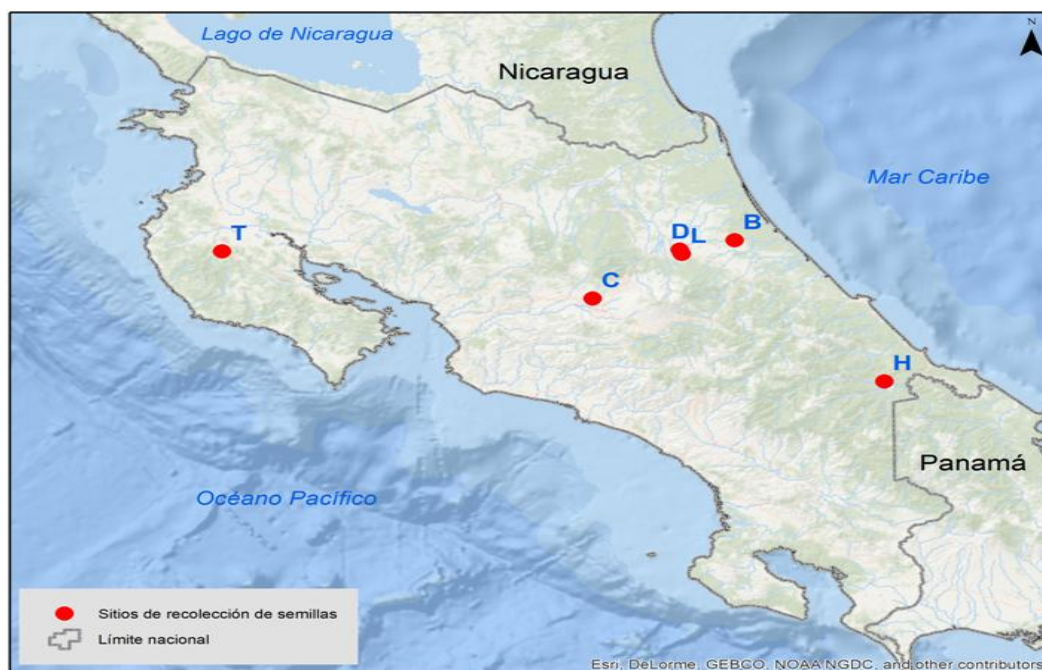 N
Lago de Nicaragua
Nicaragua
Mar Caribe
T
D
L
B
C
H
Panamá
Océano Pacífico
Sitios de recolección de semillas
Límite nacional
Esri, DeLorme, GEBCO, NOAA NGDC, and other contributors